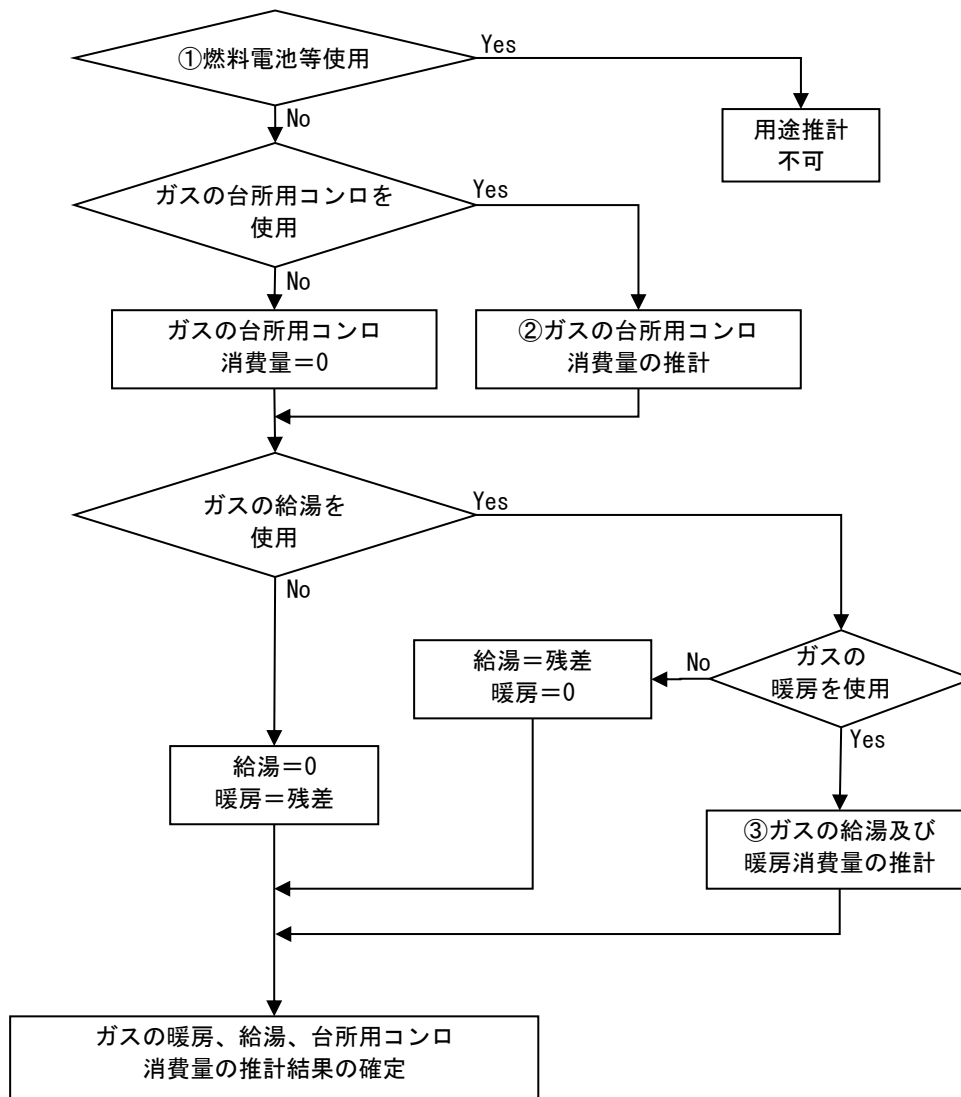 ①燃料電池等使用
Yes
No
用途推計
不可
ガスの台所用コンロを
使用
Yes
No
ガスの台所用コンロ
消費量＝0
②ガスの台所用コンロ
消費量の推計
ガスの給湯を
使用
Yes
No
ガスの
暖房を使用
No
Yes
給湯＝残差
暖房＝0
給湯＝0
暖房＝残差
③ガスの給湯及び
暖房消費量の推計
ガスの暖房、給湯、台所用コンロ
消費量の推計結果の確定